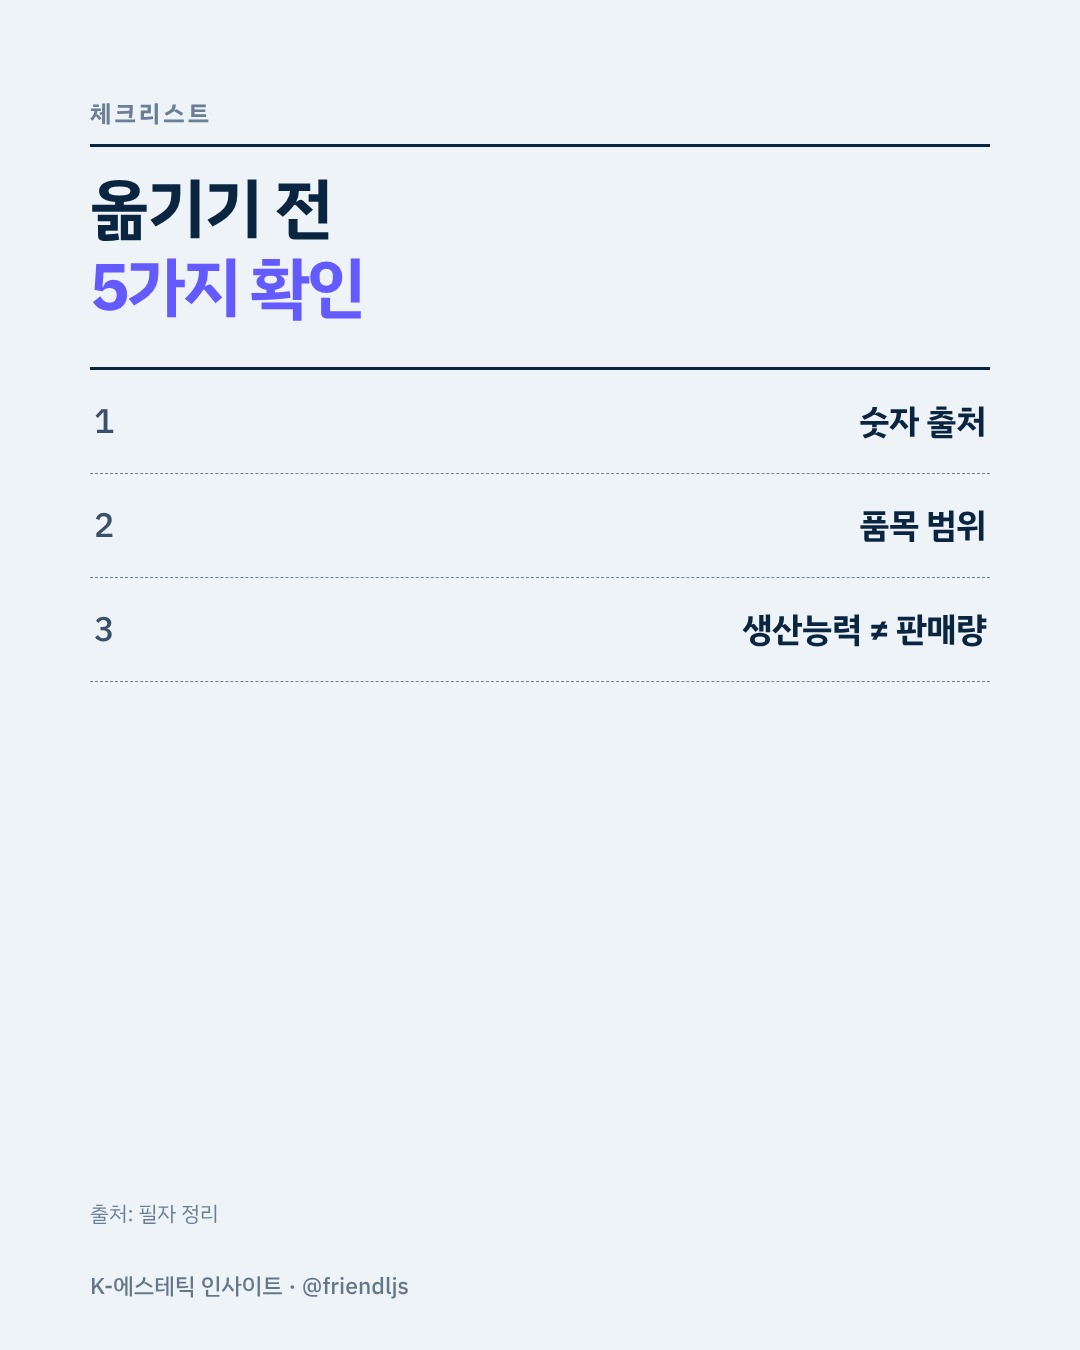 체크리스트
옮기기 전
5가지 확인
1 숫자 출처
2 품목 범위
3 생산능력 ≠ 판매량
출처: 필자 정리
K-에스테틱 인사이트 · @friendljs